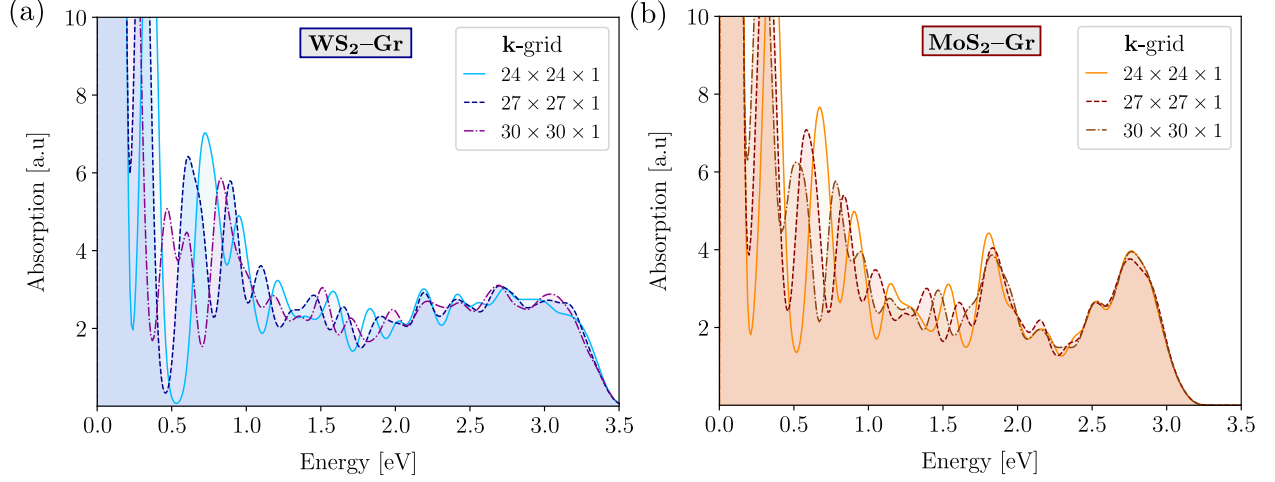 (a)
WS₂–Gr
k-grid
24 × 24 × 1
27 × 27 × 1
30 × 30 × 1
Absorption [a.u]
10
8
6
4
2
0.0 0.5 1.0 1.5 2.0 2.5 3.0 3.5
Energy [eV]
(b)
MoS₂–Gr
k-grid
24 × 24 × 1
27 × 27 × 1
30 × 30 × 1
Absorption [a.u]
10
8
6
4
2
0.0 0.5 1.0 1.5 2.0 2.5 3.0 3.5
Energy [eV]